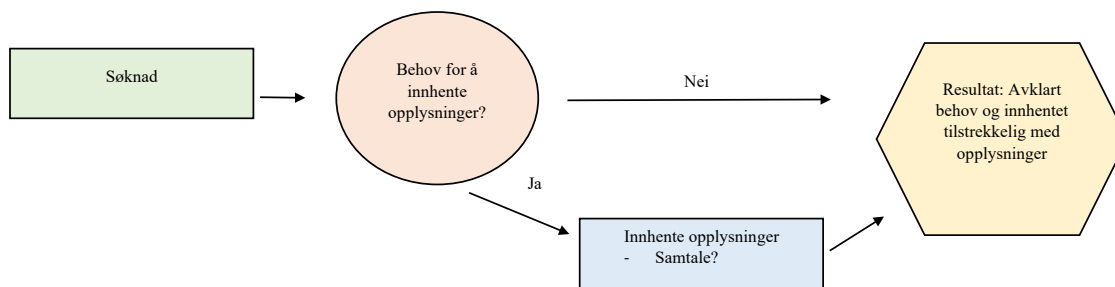 Søknad
Behov for å
innhente
opplysninger?
Nei
Resultat: Avklart
behov og innhentet
tilstrekkelig med
opplysninger
Ja
Innhente opplysninger
- Samtale?